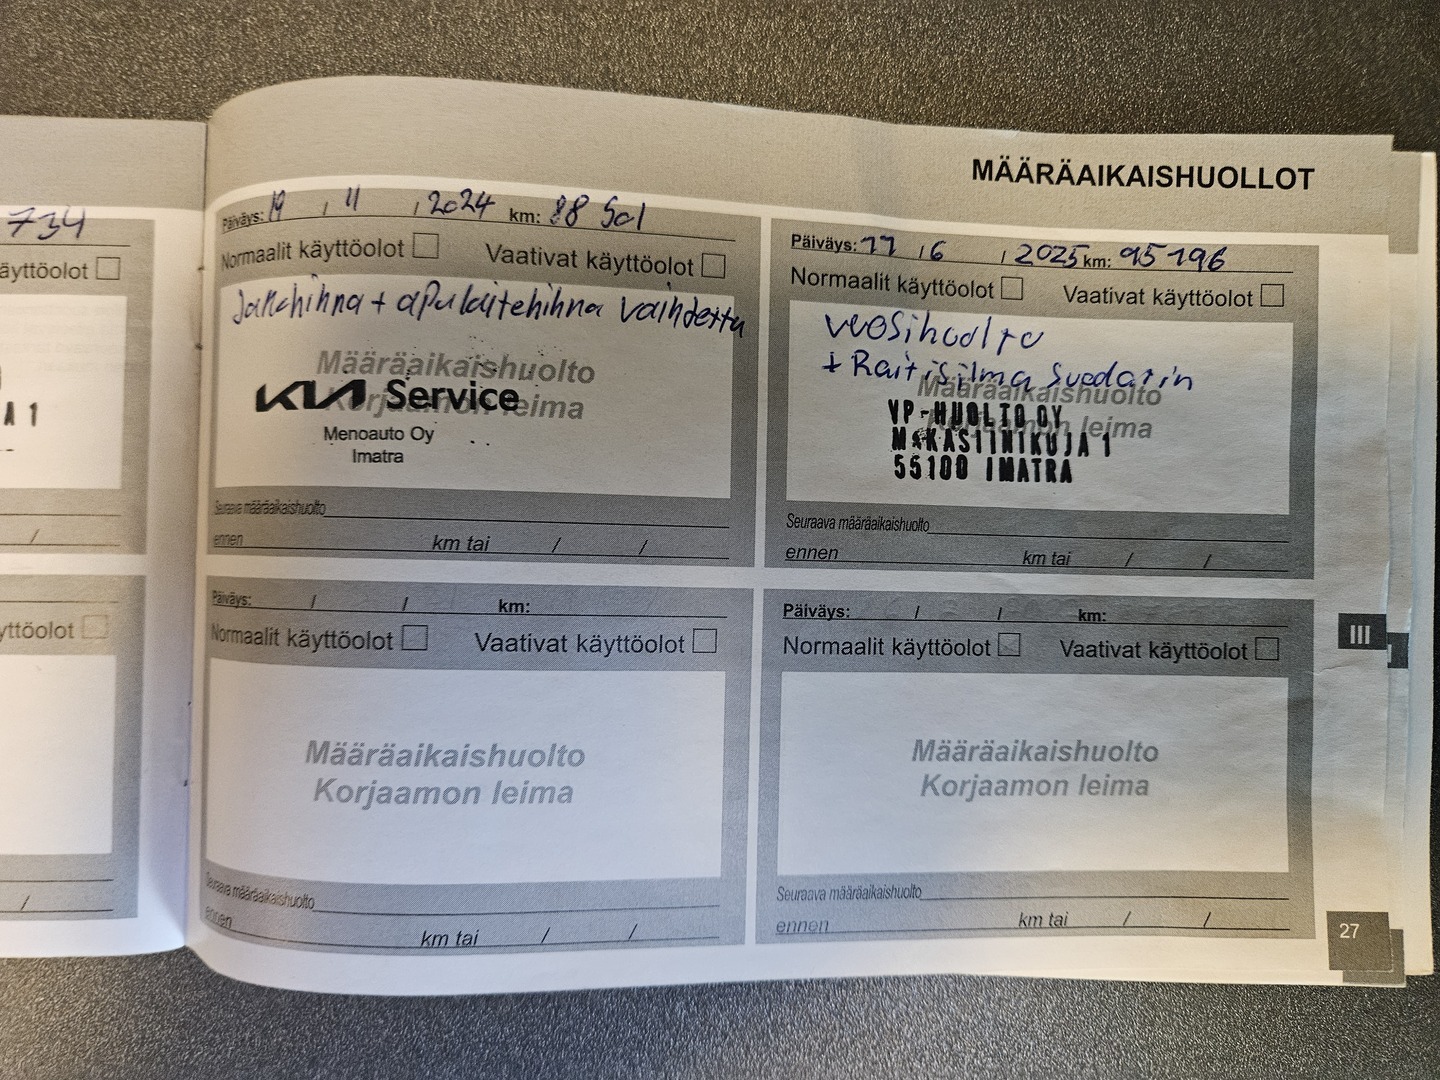 MÄÄRÄAIKAISHUOLLOT
734
äyttöolot
A 1
/
yttöolot
/
Päiväys: 19 / 11 / 2024 km: 88 501
Normaalit käyttöolot Vaativat käyttöolot
Jakohihna + apulaitehihna vaihdettu
Määräaikaishuolto
Korjaamon leima
KIA Service
Menoauto Oy
Imatra
Seuraava määräaikaishuolto
ennen km tai / /
Päiväys: 11 / 6 / 2025 km: 95 196
Normaalit käyttöolot Vaativat käyttöolot
vuosihuolto
+ Raitisilma suodatin
Määräaikaishuolto
Korjaamon leima
VP-HUOLTO OY
MAKASIINIKUJA 1
55100 IMATRA
Seuraava määräaikaishuolto
ennen km tai / /
Päiväys: / / km:
Normaalit käyttöolot Vaativat käyttöolot
Määräaikaishuolto
Korjaamon leima
Seuraava määräaikaishuolto
ennen km tai / /
Päiväys: / / km:
Normaalit käyttöolot Vaativat käyttöolot
Määräaikaishuolto
Korjaamon leima
Seuraava määräaikaishuolto
ennen km tai / /
III
27